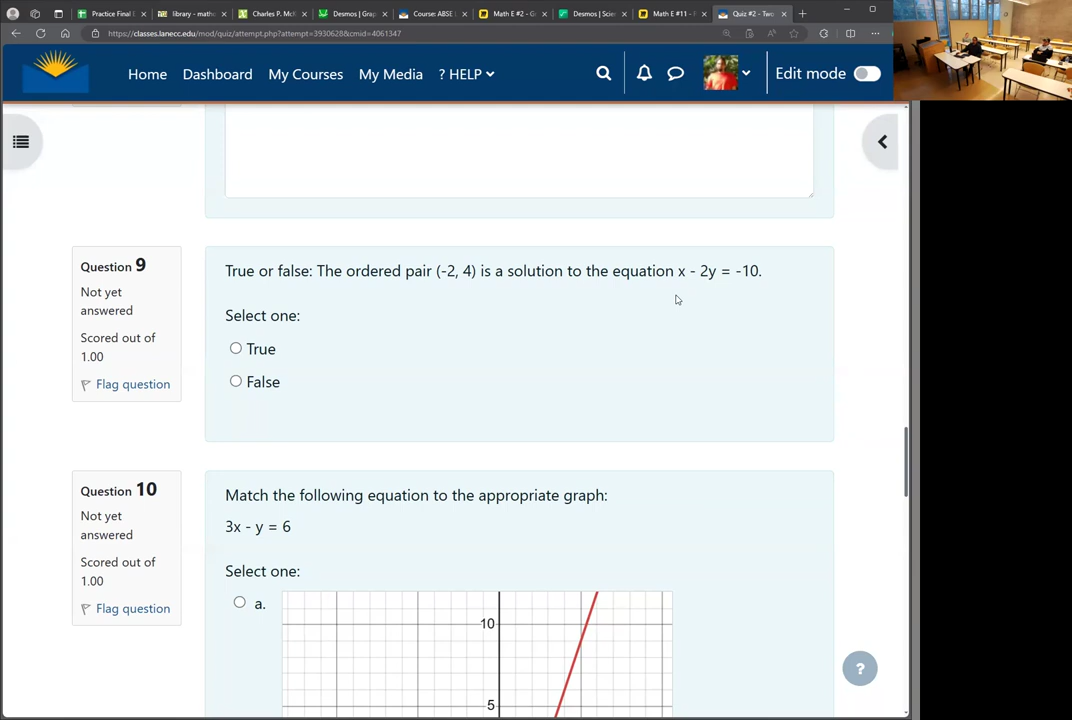 Practice Final E
library - math
Charles P. McK
Desmos | Grap
Course: ABSE
Math E #2 - G
Desmos | Scien
Math E #11 - F
Quiz #2 - Two
https://classes.lanecc.edu/mod/quiz/attempt.php?attempt=3930628&cmid=4061347
Home
Dashboard
My Courses
My Media
? HELP
Edit mode
Question 9
Not yet
answered
Scored out of
1.00
Flag question
True or false: The ordered pair (-2, 4) is a solution to the equation x - 2y = -10.
Select one:
True
False
Question 10
Not yet
answered
Scored out of
1.00
Flag question
Match the following equation to the appropriate graph:
3x - y = 6
Select one:
a.
10
5
?